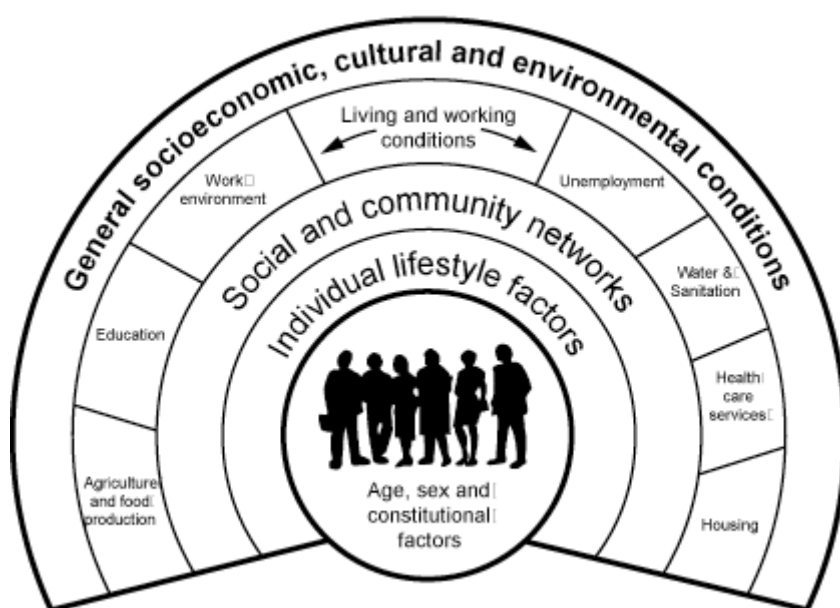 General socioeconomic, cultural and environmental conditions
Living and working
conditions
Work
environment
Unemployment
Education
Water &
Sanitation
Agriculture
and food
production
Health
care
services
Housing
Social and community networks
Individual lifestyle factors
Age, sex and
constitutional
factors